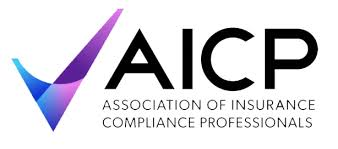 AICP
ASSOCIATION OF INSURANCE
COMPLIANCE PROFESSIONALS